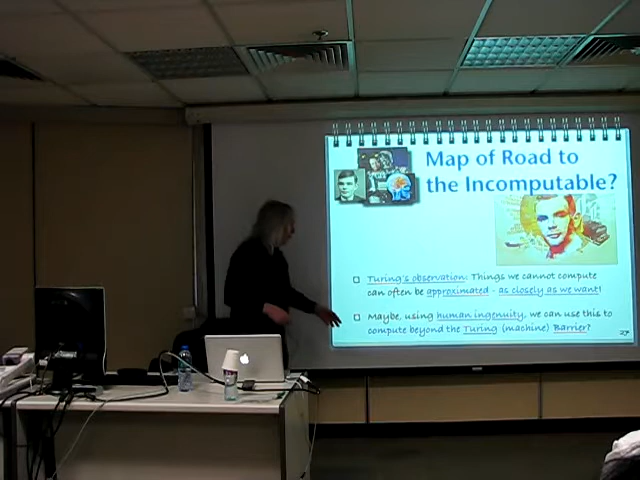 Map of Road to
the Incomputable?
Turing's observation: Things we cannot compute
can often be approximated - as closely as we want!
Maybe, using human ingenuity, we can use this to
compute beyond the Turing (machine) Barrier?